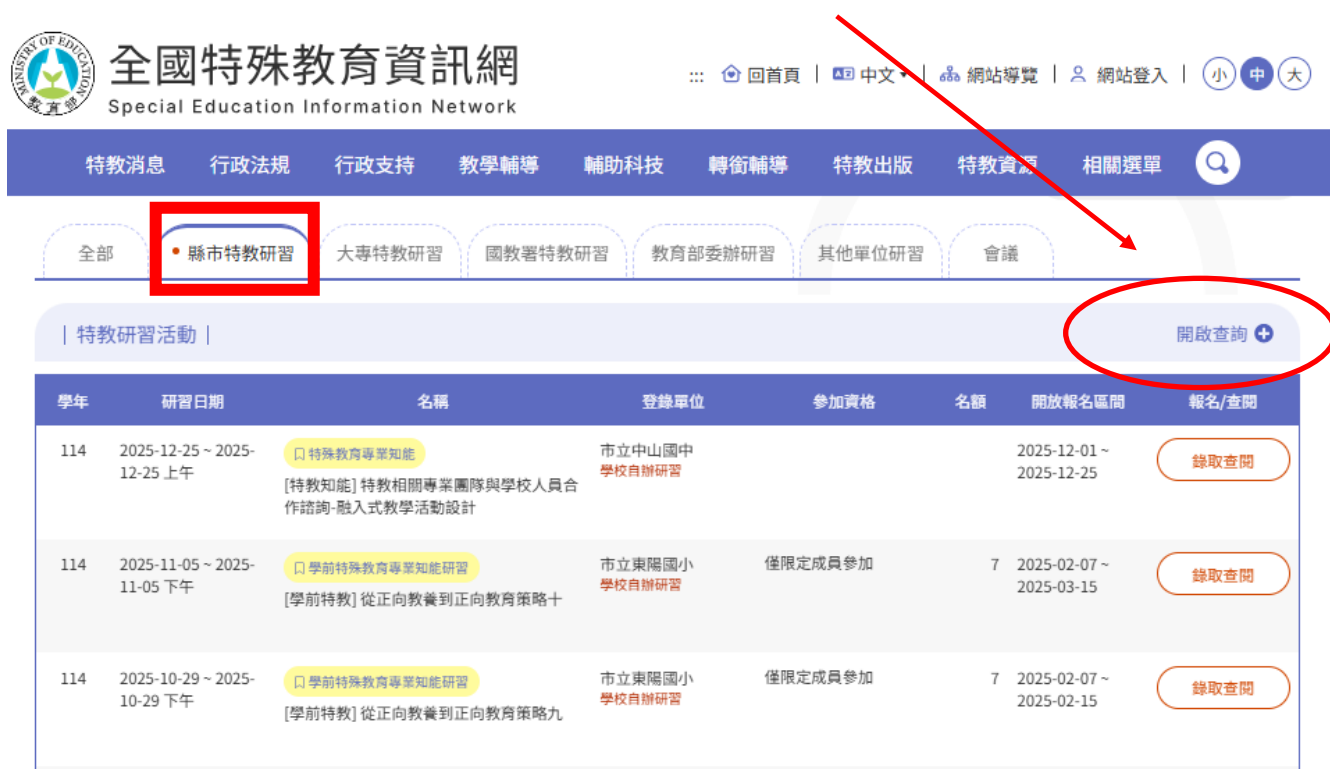 MINISTRY OF EDUCATION
教育部
全國特殊教育資訊網
Special Education Information Network
::: 回首頁 | 中文 | 網站導覽 | 網站登入 | 小 中 大
特教消息 行政法規 行政支持 教學輔導 輔助科技 轉銜輔導 特教出版 特教資源 相關選單
全部 縣市特教研習 大專特教研習 國教署特教研習 教育部委辦研習 其他單位研習 會議
| 特教研習活動 | 開啟查詢
學年 研習日期 名稱 登錄單位 參加資格 名額 開放報名區間 報名/查閱
114 2025-12-25 ~ 2025- 特殊教育專業知能 市立中山國中 2025-12-01 ~ 錄取查閱
12-25 上午 學校自辦研習 2025-12-25
[特教知能] 特教相關專業團隊與學校人員合
作諮詢-融入式教學活動設計
114 2025-11-05 ~ 2025- 學前特殊教育專業知能研習 市立東陽國小 僅限定成員參加 7 2025-02-07 ~ 錄取查閱
11-05 下午 學校自辦研習 2025-03-15
[學前特教] 從正向教養到正向教育策略十
114 2025-10-29 ~ 2025- 學前特殊教育專業知能研習 市立東陽國小 僅限定成員參加 7 2025-02-07 ~ 錄取查閱
10-29 下午 學校自辦研習 2025-02-15
[學前特教] 從正向教養到正向教育策略九